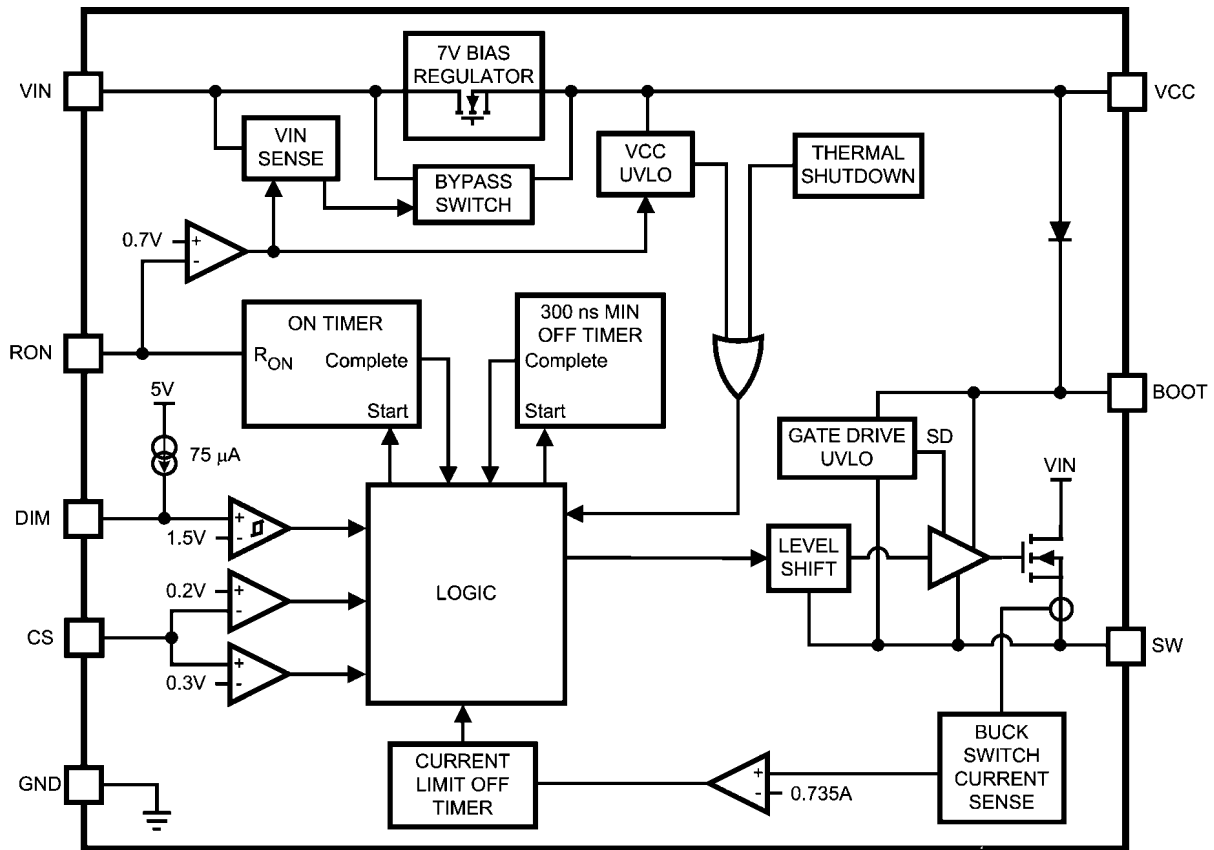 7V BIAS
REGULATOR
VIN
VCC
VIN
SENSE
VCC
UVLO
THERMAL
SHUTDOWN
BYPASS
SWITCH
0.7V
+
-
ON TIMER
300 ns MIN
OFF TIMER
RON
RON
Complete
Complete
Start
Start
5V
BOOT
75 μA
GATE DRIVE
UVLO
SD
VIN
DIM
+
1.5V
-
LEVEL
SHIFT
0.2V
+
-
LOGIC
CS
SW
+
0.3V
-
BUCK
SWITCH
CURRENT
SENSE
CURRENT
LIMIT OFF
TIMER
+
-
0.735A
GND